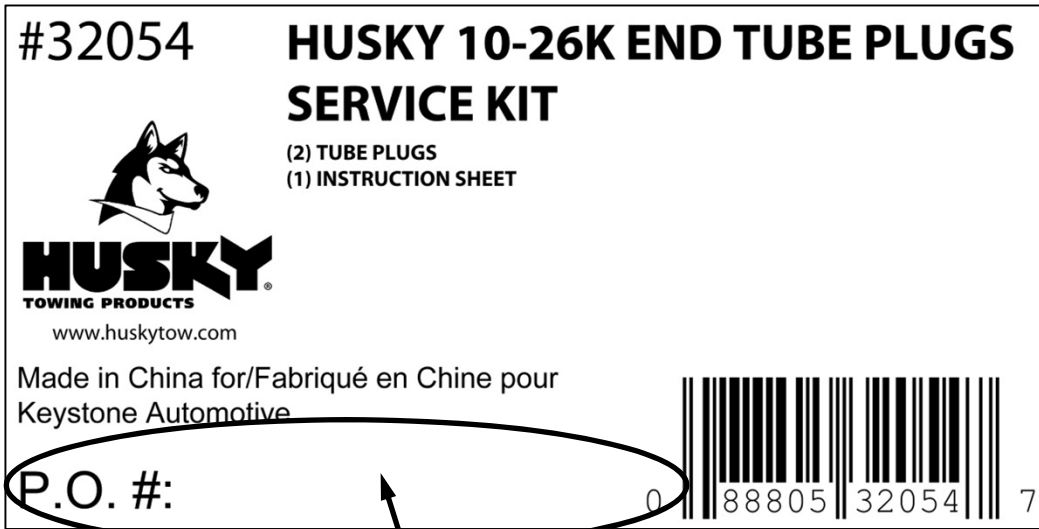 #32054
HUSKY 10-26K END TUBE PLUGS
SERVICE KIT
(2) TUBE PLUGS
(1) INSTRUCTION SHEET
HUSKY®
TOWING PRODUCTS
www.huskytow.com
Made in China for/Fabriqué en Chine pour
Keystone Automotive
P.O. #:
0 88805 32054 7